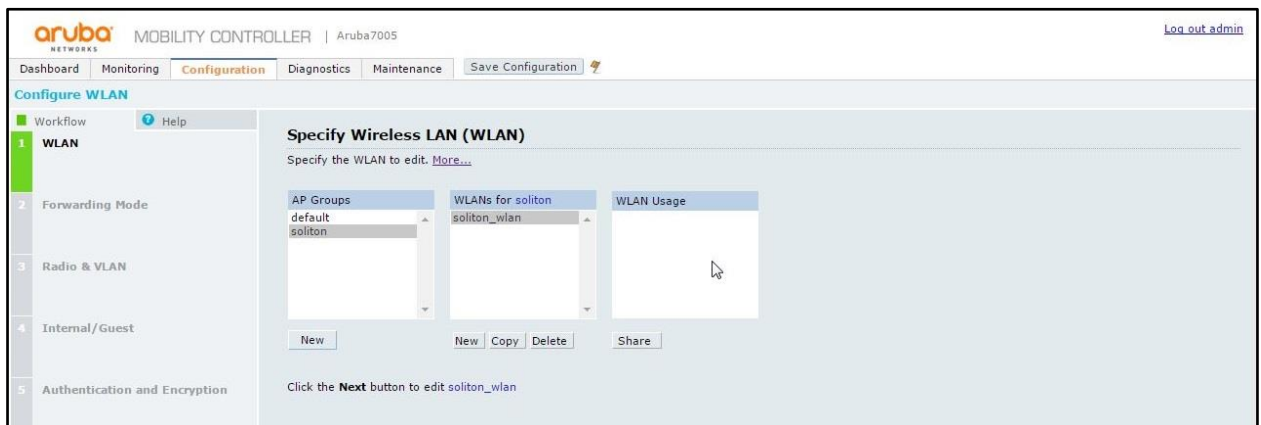 aruba NETWORKS MOBILITY CONTROLLER | Aruba7005 Log out admin
Dashboard Monitoring Configuration Diagnostics Maintenance Save Configuration
Configure WLAN
Workflow ? Help
1 WLAN
2 Forwarding Mode
3 Radio & VLAN
4 Internal/Guest
5 Authentication and Encryption
Specify Wireless LAN (WLAN)
Specify the WLAN to edit. More...
AP Groups
default
soliton
New
WLANs for soliton
soliton_wlan
New Copy Delete
WLAN Usage
Share
Click the Next button to edit soliton_wlan